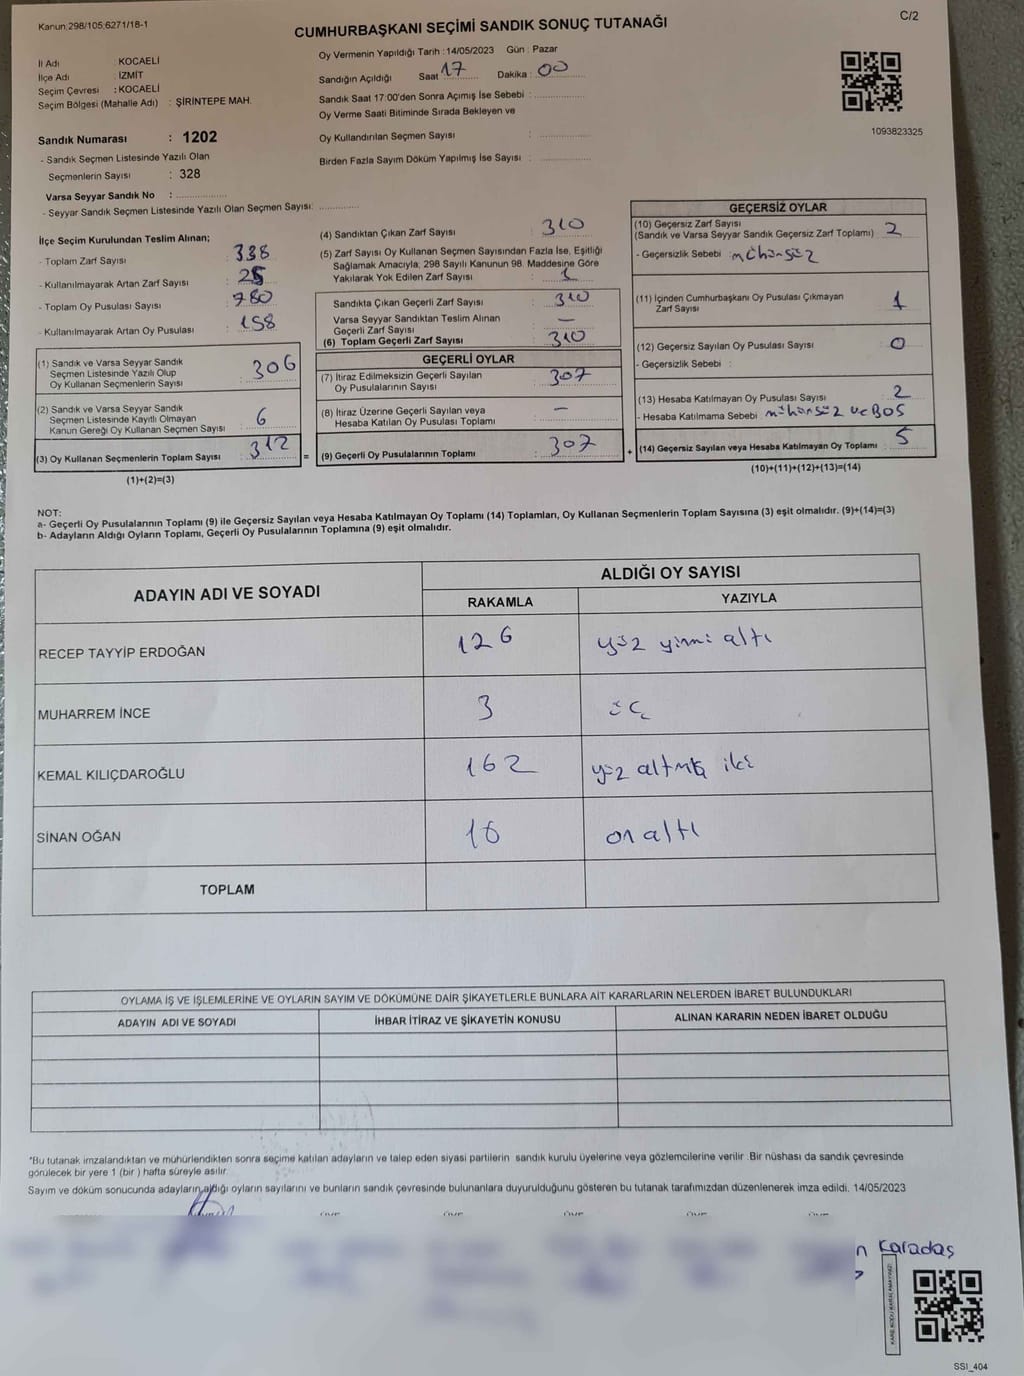 Kanun:298/105,6271/18-1
C/2
CUMHURBAŞKANI SEÇİMİ SANDIK SONUÇ TUTANAĞI
İl Adı : KOCAELİ
İlçe Adı : İZMİT
Seçim Çevresi : KOCAELİ
Seçim Bölgesi (Mahalle Adı) : ŞİRİNTEPE MAH.
Sandık Numarası : 1202
- Sandık Seçmen Listesinde Yazılı Olan
Seçmenlerin Sayısı : 328
Varsa Seyyar Sandık No :
- Seyyar Sandık Seçmen Listesinde Yazılı Olan Seçmen Sayısı:
Oy Vermenin Yapıldığı Tarih : 14/05/2023 Gün : Pazar
Sandığın Açıldığı Saat 17 Dakika : 00
Sandık Saat 17:00'den Sonra Açımış İse Sebebi :
Oy Verme Saati Bitiminde Sırada Bekleyen ve
Oy Kullandırılan Seçmen Sayısı :
Birden Fazla Sayım Döküm Yapılmış İse Sayısı :
1093823325
İlçe Seçim Kurulundan Teslim Alınan;
- Toplam Zarf Sayısı : 338
- Kullanılmayarak Artan Zarf Sayısı : 25
- Toplam Oy Pusulası Sayısı : 780
- Kullanılmayarak Artan Oy Pusulası : 158
(1) Sandık ve Varsa Seyyar Sandık
Seçmen Listesinde Yazılı Olup
Oy Kullanan Seçmenlerin Sayısı : 306
(2) Sandık ve Varsa Seyyar Sandık
Seçmen Listesinde Kayıtlı Olmayan
Kanun Gereği Oy Kullanan Seçmen Sayısı : 6
(3) Oy Kullanan Seçmenlerin Toplam Sayısı : 312
(1)+(2)=(3)
(4) Sandıktan Çıkan Zarf Sayısı : 310
(5) Zarf Sayısı Oy Kullanan Seçmen Sayısından Fazla İse, Eşitliği
Sağlamak Amacıyla; 298 Sayılı Kanunun 98. Maddesine Göre
Yakılarak Yok Edilen Zarf Sayısı :
Sandıkta Çıkan Geçerli Zarf Sayısı : 310
Varsa Seyyar Sandıktan Teslim Alınan
Geçerli Zarf Sayısı : —
(6) Toplam Geçerli Zarf Sayısı : 310
GEÇERLİ OYLAR
(7) İtiraz Edilmeksizin Geçerli Sayılan
Oy Pusulalarının Sayısı : 307
(8) İtiraz Üzerine Geçerli Sayılan veya
Hesaba Katılan Oy Pusulası Toplamı : —
= (9) Geçerli Oy Pusulalarının Toplamı : 307
GEÇERSİZ OYLAR
(10) Geçersiz Zarf Sayısı
(Sandık ve Varsa Seyyar Sandık Geçersiz Zarf Toplamı) : 2
- Geçersizlik Sebebi : mühürsüz
(11) İçinden Cumhurbaşkanı Oy Pusulası Çıkmayan
Zarf Sayısı : 1
(12) Geçersiz Sayılan Oy Pusulası Sayısı : 0
- Geçersizlik Sebebi :
(13) Hesaba Katılmayan Oy Pusulası Sayısı : 2
- Hesaba Katılmama Sebebi : mühürsüz ve BOŞ
+ (14) Geçersiz Sayılan veya Hesaba Katılmayan Oy Toplamı : 5
(10)+(11)+(12)+(13)=(14)
NOT:
a- Geçerli Oy Pusulalarının Toplamı (9) ile Geçersiz Sayılan veya Hesaba Katılmayan Oy Toplamı (14) Toplamları, Oy Kullanan Seçmenlerin Toplam Sayısına (3) eşit olmalıdır. (9)+(14)=(3)
b- Adayların Aldığı Oyların Toplamı, Geçerli Oy Pusulalarının Toplamına (9) eşit olmalıdır.
ADAYIN ADI VE SOYADI
ALDIĞI OY SAYISI
RAKAMLA YAZIYLA
RECEP TAYYİP ERDOĞAN 126 yüz yirmi altı
MUHARREM İNCE 3 üç
KEMAL KILIÇDAROĞLU 162 yüz altmış iki
SİNAN OĞAN 16 on altı
TOPLAM
OYLAMA İŞ VE İŞLEMLERİNE VE OYLARIN SAYIM VE DÖKÜMÜNE DAİR ŞİKAYETLERLE BUNLARA AİT KARARLARIN NELERDEN İBARET BULUNDUKLARI
ADAYIN ADI VE SOYADI İHBAR İTİRAZ VE ŞİKAYETİN KONUSU ALINAN KARARIN NEDEN İBARET OLDUĞU
*Bu tutanak imzalandıktan ve mühürlendikten sonra seçime katılan adayların ve talep eden siyasi partilerin sandık kurulu üyelerine veya gözlemcilerine verilir. Bir nüshası da sandık çevresinde
görülecek bir yere 1 (bir ) hafta süreyle asılır.
Sayım ve döküm sonucunda adayların aldığı oyların sayılarını ve bunların sandık çevresinde bulunanlara duyurulduğunu gösteren bu tutanak tarafımızdan düzenlenerek imza edildi. 14/05/2023
n Karadaş
SS1_404